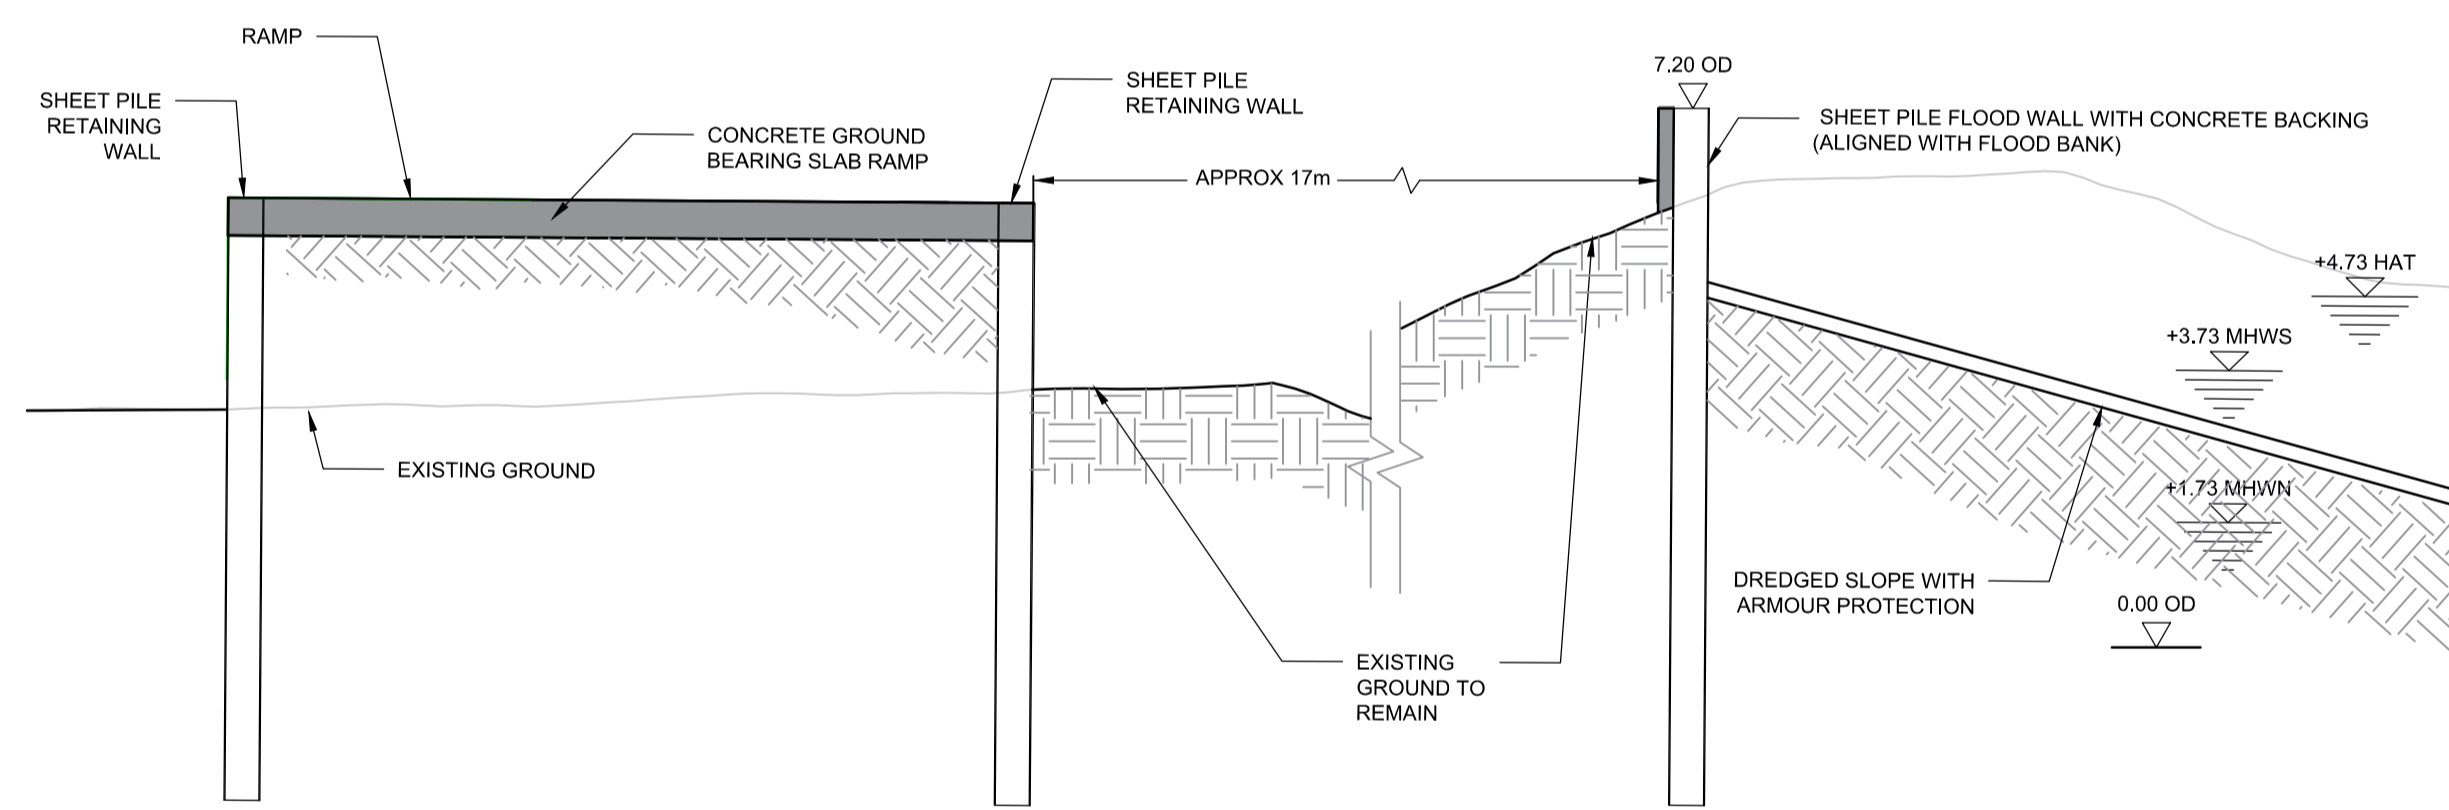 RAMP
SHEET PILE
RETAINING
WALL
CONCRETE GROUND
BEARING SLAB RAMP
SHEET PILE
RETAINING WALL
APPROX 17m
7.20 OD
SHEET PILE FLOOD WALL WITH CONCRETE BACKING
(ALIGNED WITH FLOOD BANK)
+4.73 HAT
+3.73 MHWS
+1.73 MHWN
EXISTING GROUND
DREDGED SLOPE WITH
ARMOUR PROTECTION
0.00 OD
EXISTING
GROUND TO
REMAIN